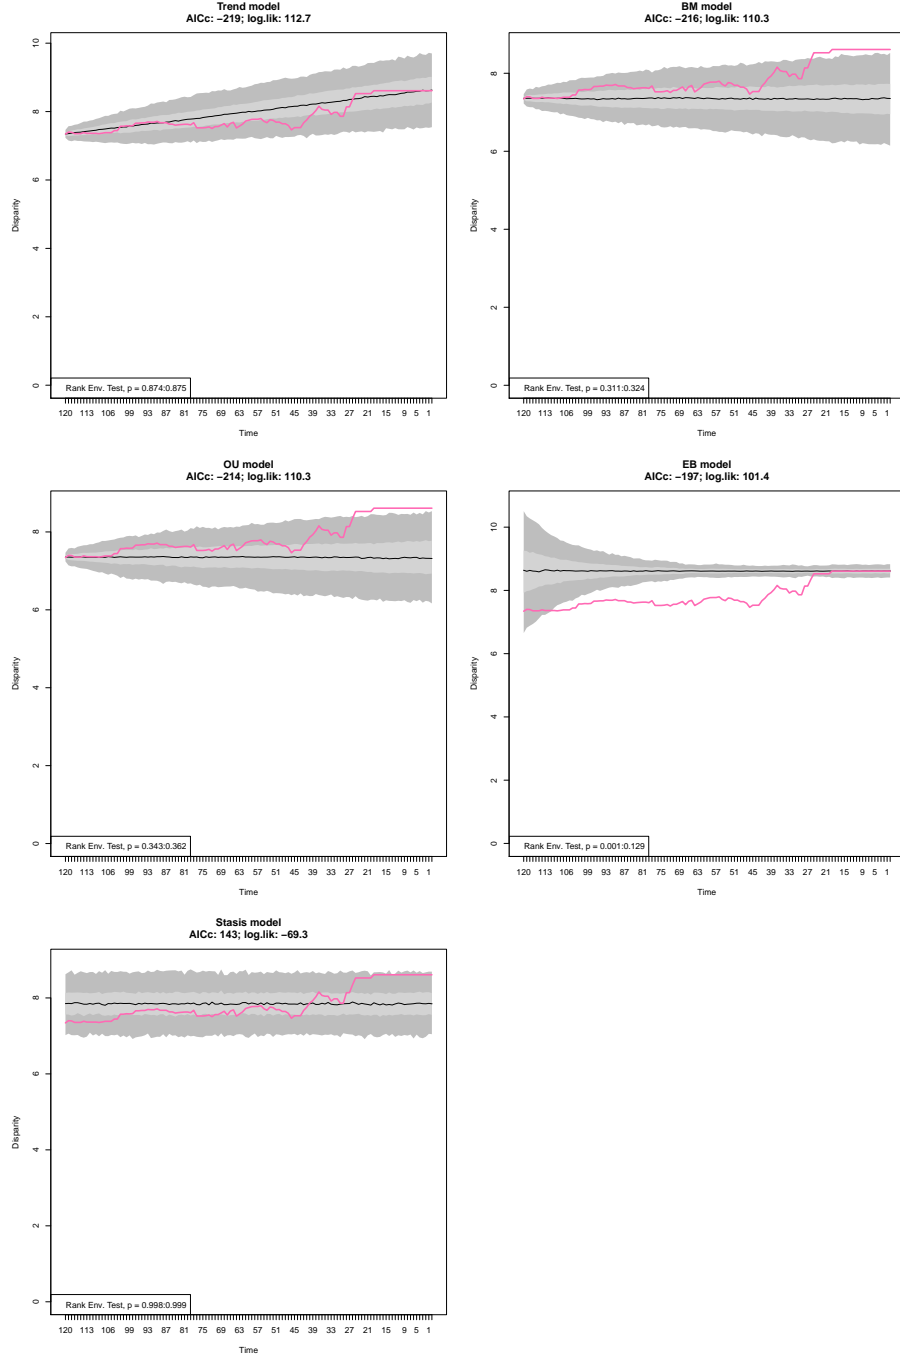 Trend model
AICc: −219; log.lik: 112.7
Disparity
0 2 4 6 8 10
Rank Env. Test, p = 0.874:0.875
120 113 106 99 93 87 81 75 69 63 57 51 45 39 33 27 21 15 9 5 1
Time
BM model
AICc: −216; log.lik: 110.3
Disparity
0 2 4 6 8
Rank Env. Test, p = 0.311:0.324
120 113 106 99 93 87 81 75 69 63 57 51 45 39 33 27 21 15 9 5 1
Time
OU model
AICc: −214; log.lik: 110.3
Disparity
0 2 4 6 8
Rank Env. Test, p = 0.343:0.362
120 113 106 99 93 87 81 75 69 63 57 51 45 39 33 27 21 15 9 5 1
Time
EB model
AICc: −197; log.lik: 101.4
Disparity
0 2 4 6 8 10
Rank Env. Test, p = 0.001:0.129
120 113 106 99 93 87 81 75 69 63 57 51 45 39 33 27 21 15 9 5 1
Time
Stasis model
AICc: 143; log.lik: −69.3
Disparity
0 2 4 6 8
Rank Env. Test, p = 0.998:0.999
120 113 106 99 93 87 81 75 69 63 57 51 45 39 33 27 21 15 9 5 1
Time